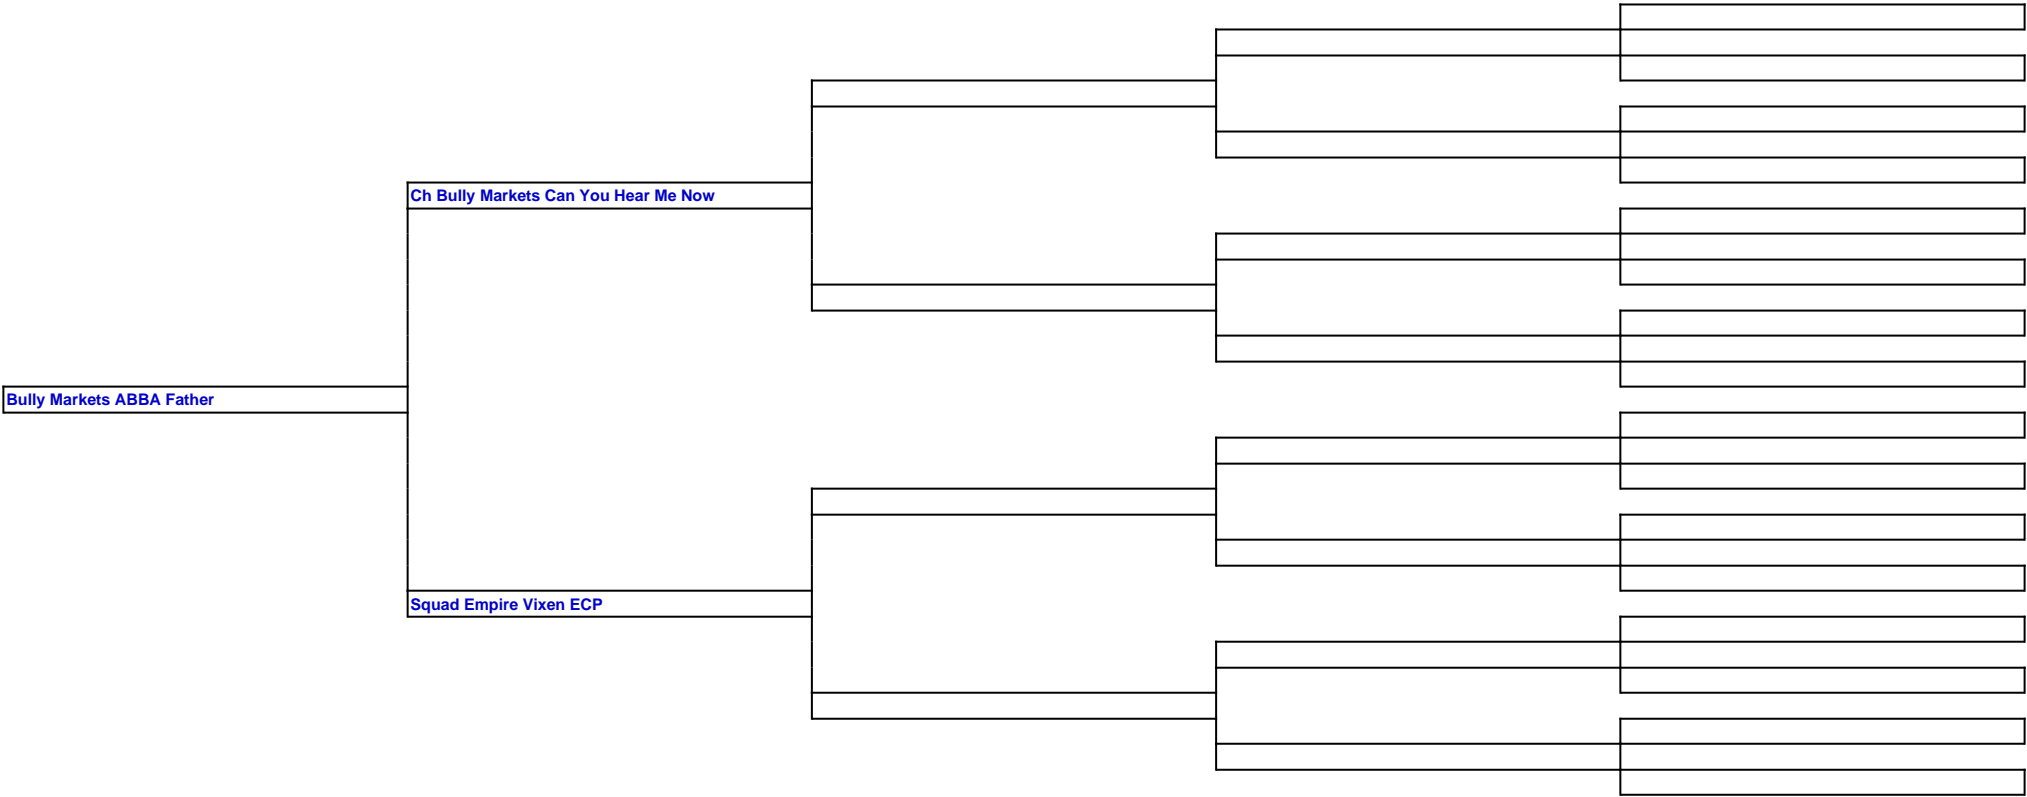 Ch Bully Markets Can You Hear Me Now
Bully Markets ABBA Father
Squad Empire Vixen ECP